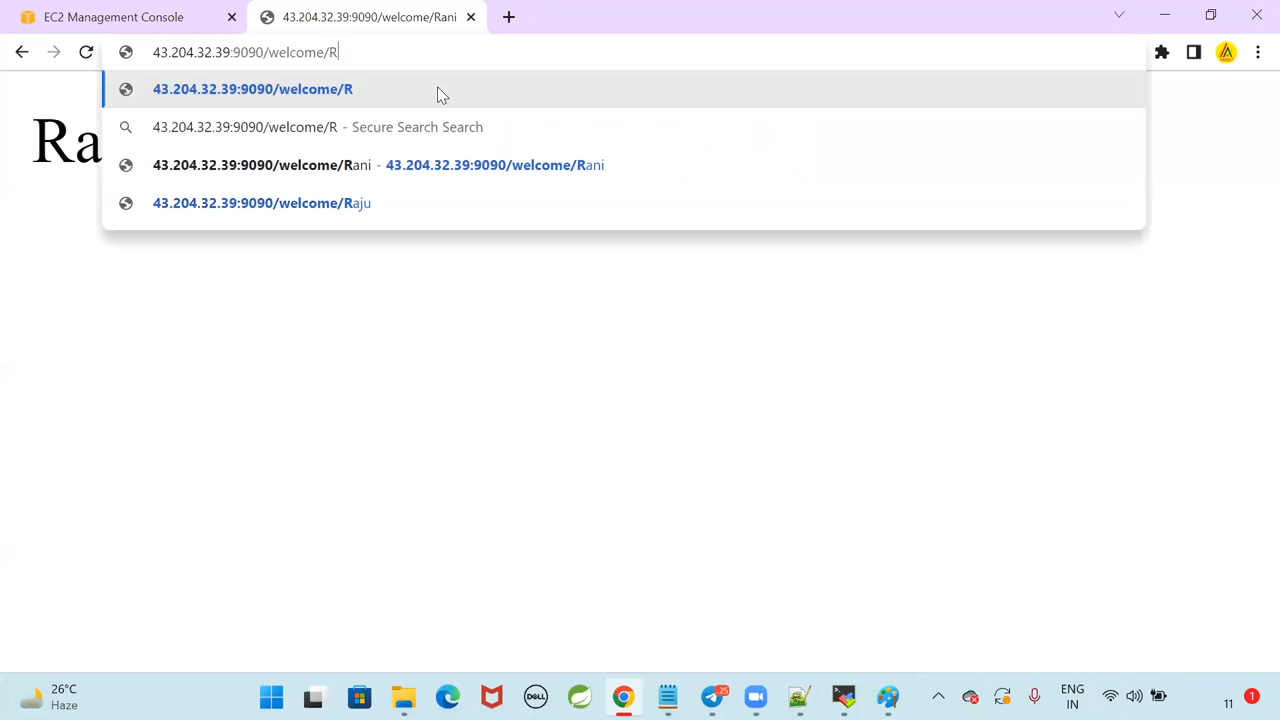 EC2 Management Console
43.204.32.39:9090/welcome/Rani
43.204.32.39:9090/welcome/R
43.204.32.39:9090/welcome/R
43.204.32.39:9090/welcome/R - Secure Search Search
43.204.32.39:9090/welcome/Rani - 43.204.32.39:9090/welcome/Rani
43.204.32.39:9090/welcome/Raju
Ra
26°C
Haze
DELL
25
ENG
IN
11
1